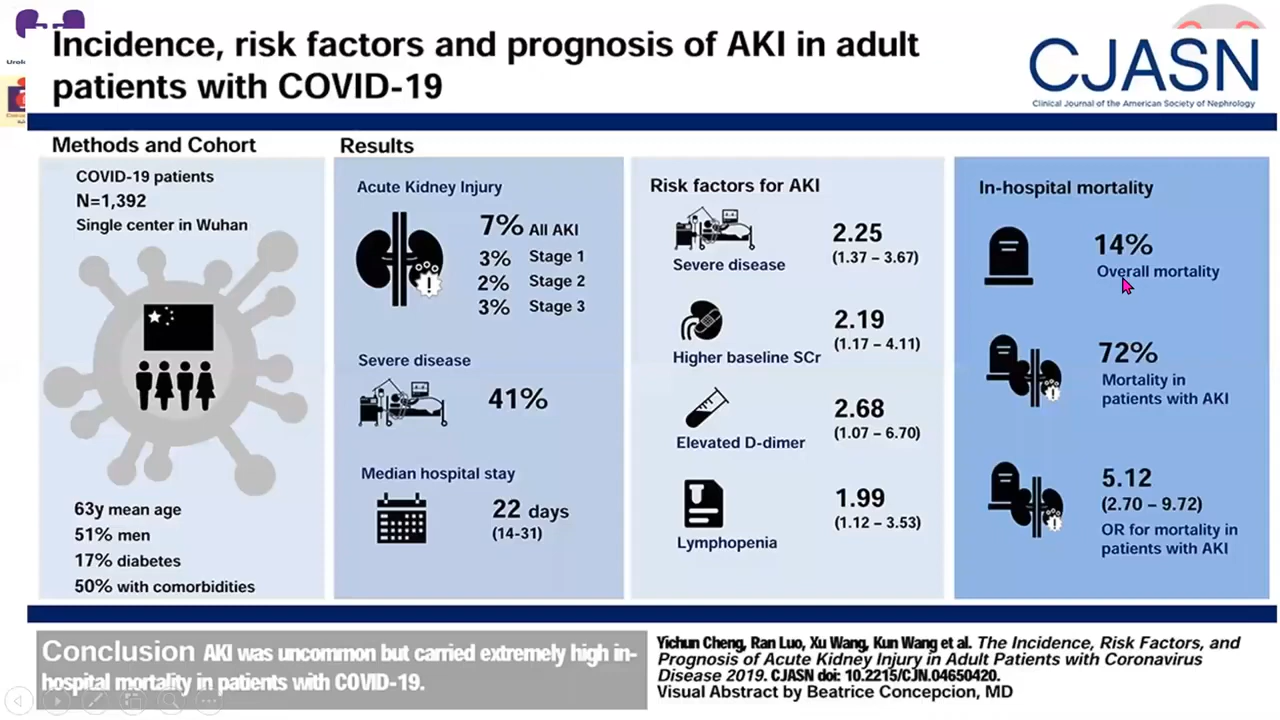 Incidence, risk factors and prognosis of AKI in adult
patients with COVID-19
CJASN
Clinical Journal of the American Society of Nephrology
Methods and Cohort
COVID-19 patients
N=1,392
Single center in Wuhan
63y mean age
51% men
17% diabetes
50% with comorbidities
Results
Acute Kidney Injury
7% All AKI
3% Stage 1
2% Stage 2
3% Stage 3
Severe disease
41%
Median hospital stay
22 days
(14-31)
Risk factors for AKI
2.25
(1.37 – 3.67)
Severe disease
2.19
(1.17 – 4.11)
Higher baseline SCr
2.68
(1.07 – 6.70)
Elevated D-dimer
1.99
(1.12 – 3.53)
Lymphopenia
In-hospital mortality
14%
Overall mortality
72%
Mortality in
patients with AKI
5.12
(2.70 – 9.72)
OR for mortality in
patients with AKI
Conclusion AKI was uncommon but carried extremely high in-
hospital mortality in patients with COVID-19.
Yichun Cheng, Ran Luo, Xu Wang, Kun Wang et al. The Incidence, Risk Factors, and
Prognosis of Acute Kidney Injury in Adult Patients with Coronavirus
Disease 2019. CJASN doi: 10.2215/CJN.04650420.
Visual Abstract by Beatrice Concepcion, MD